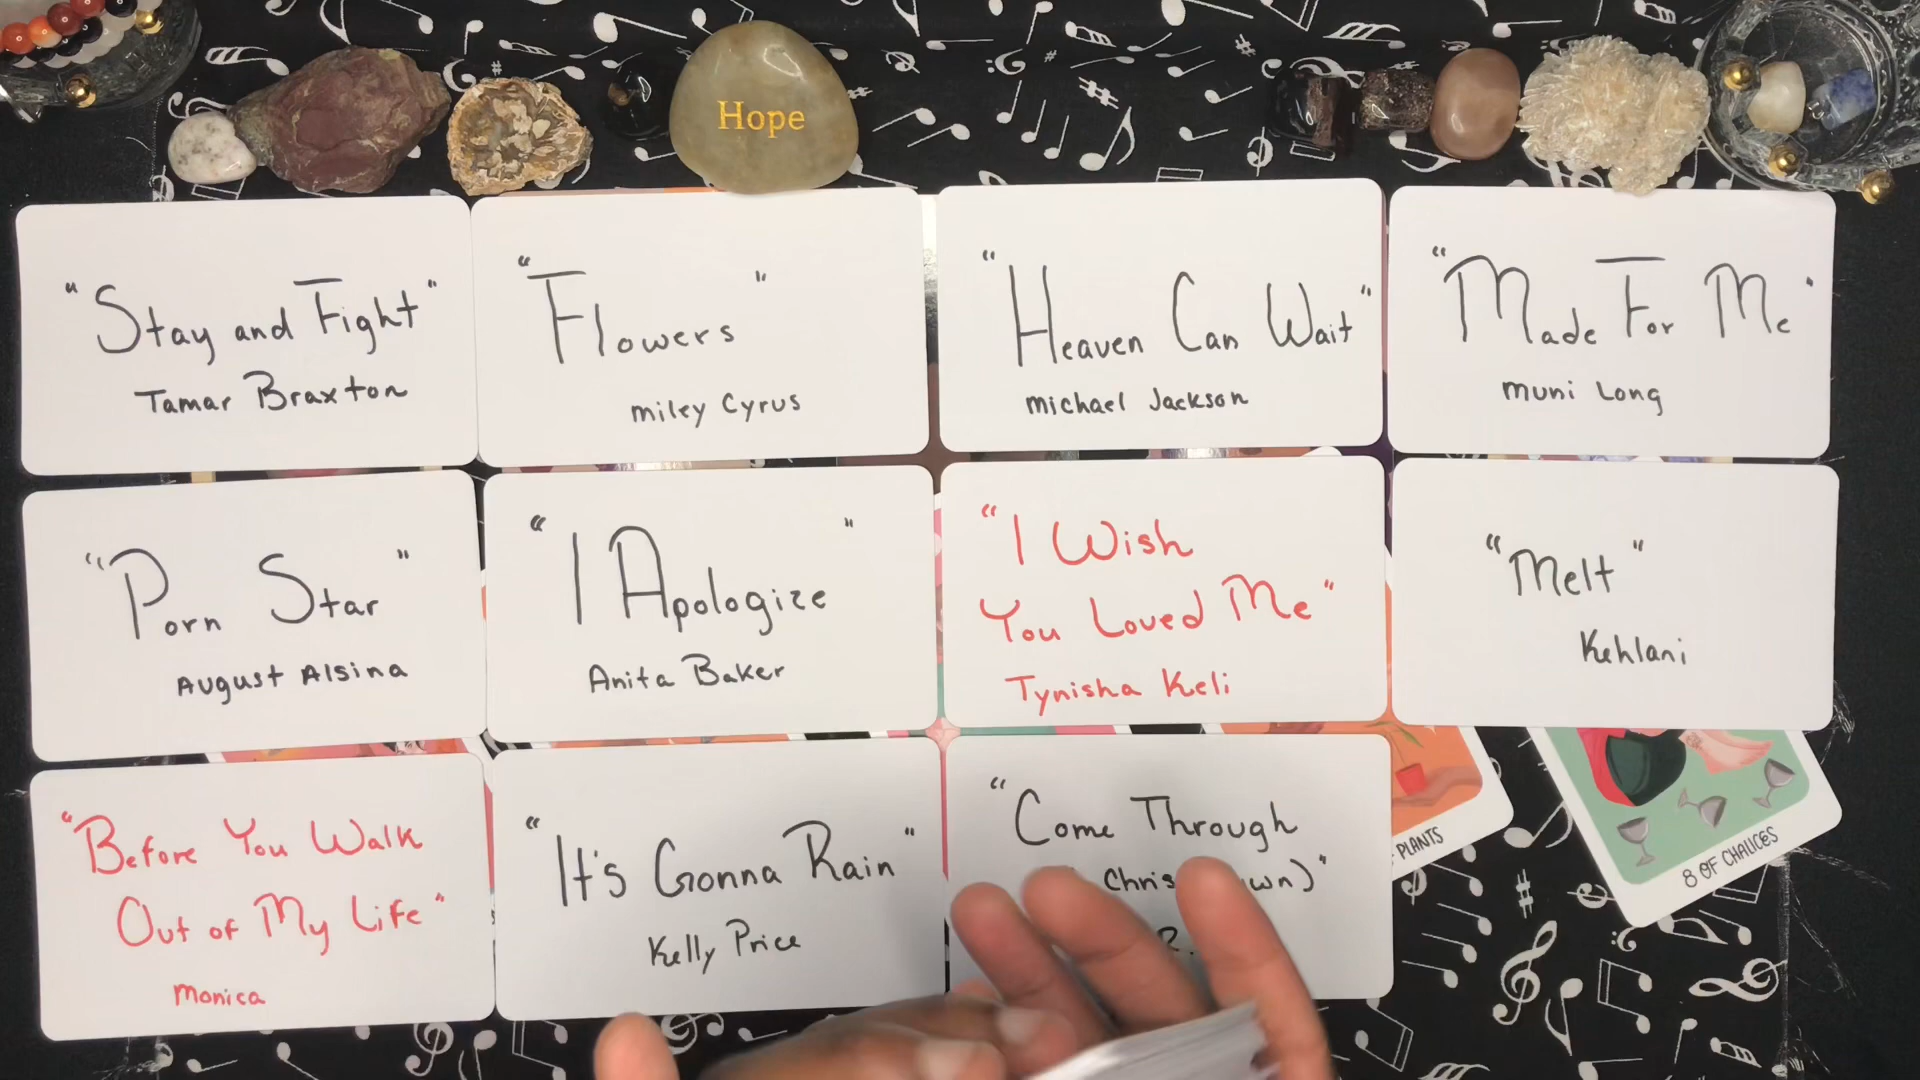 Hope
"Stay and Fight"
Tamar Braxton
"Flowers"
Miley Cyrus
"Heaven Can Wait"
Michael Jackson
"Made For Me"
Muni Long
"Porn Star"
August Alsina
"I Apologize"
Anita Baker
"I Wish
You Loved Me"
Tynisha Keli
"Melt"
Kehlani
"Before You Walk
Out of My Life"
Monica
"It's Gonna Rain"
Kelly Price
"Come Through
Chris
PLANTS
8 OF CHALICES